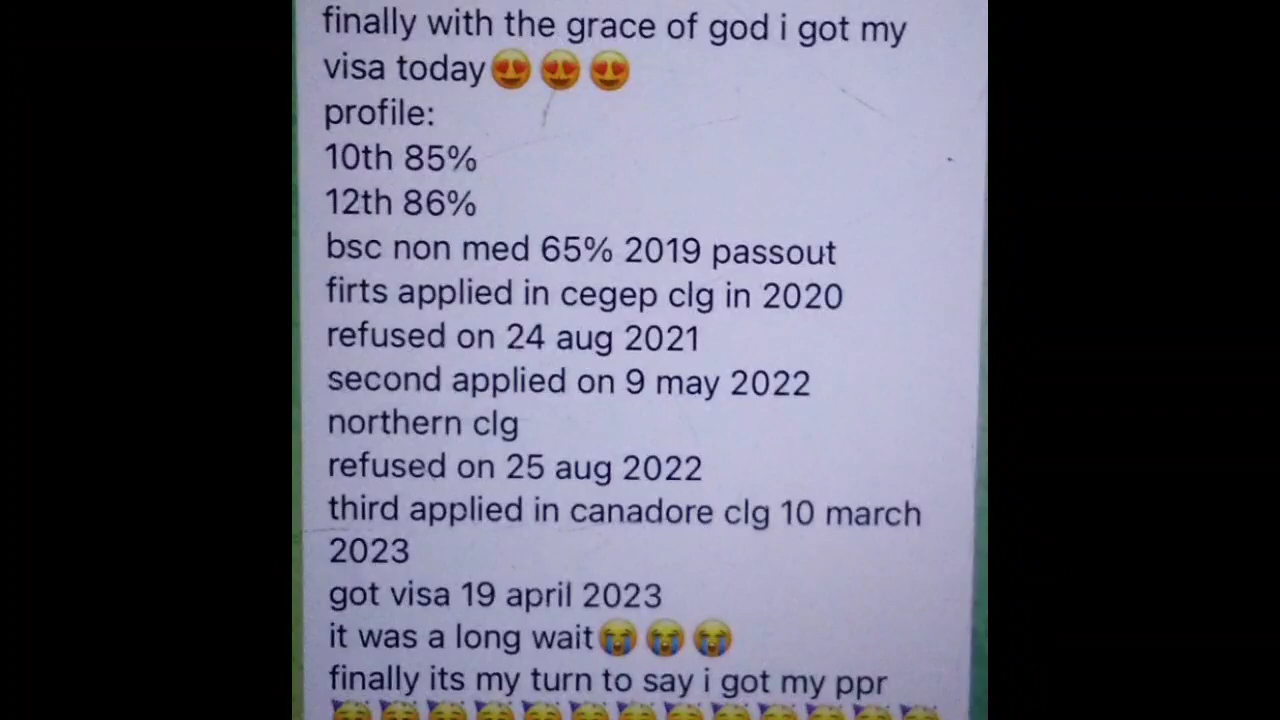 finally with the grace of god i got my
visa today😍😍😍
profile:
10th 85%
12th 86%
bsc non med 65% 2019 passout
firts applied in cegep clg in 2020
refused on 24 aug 2021
second applied on 9 may 2022
northern clg
refused on 25 aug 2022
third applied in canadore clg 10 march
2023
got visa 19 april 2023
it was a long wait😭😭😭
finally its my turn to say i got my ppr
🥳🥳🥳🥳🥳🥳🥳🥳🥳🥳🥳🥳🥳